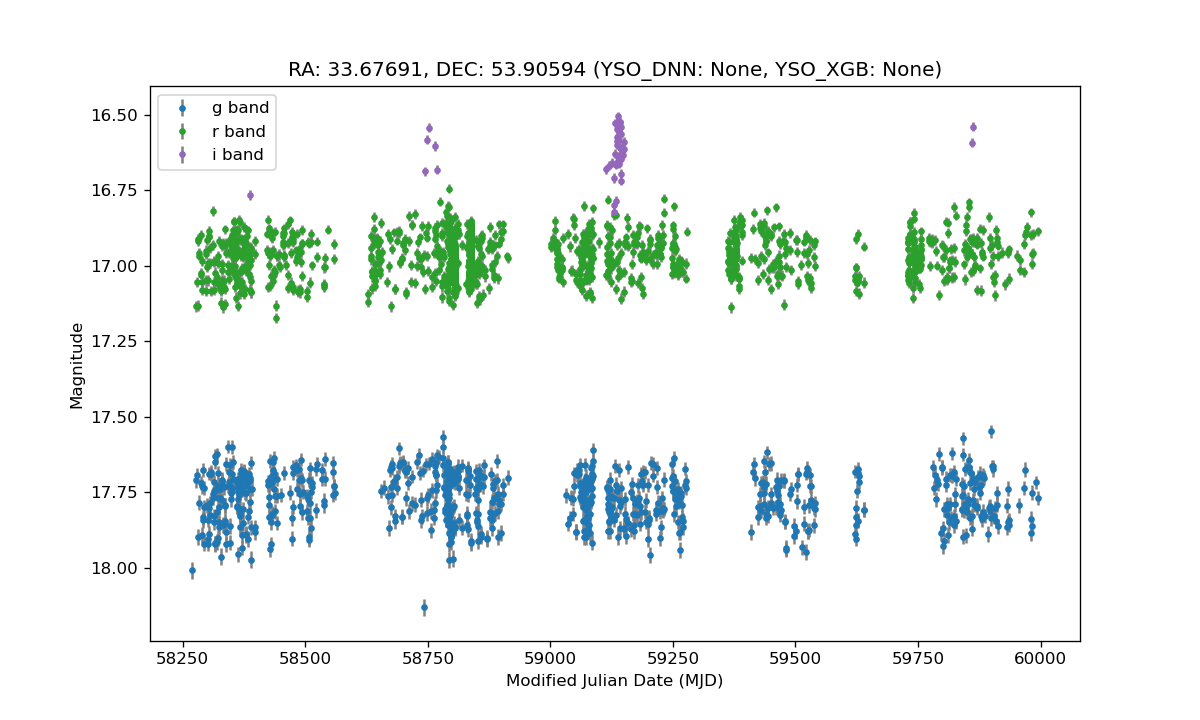 RA: 33.67691, DEC: 53.90594 (YSO_DNN: None, YSO_XGB: None)
g band
r band
i band
16.50
16.75
17.00
17.25
17.50
17.75
18.00
Magnitude
58250 58500 58750 59000 59250 59500 59750 60000
Modified Julian Date (MJD)